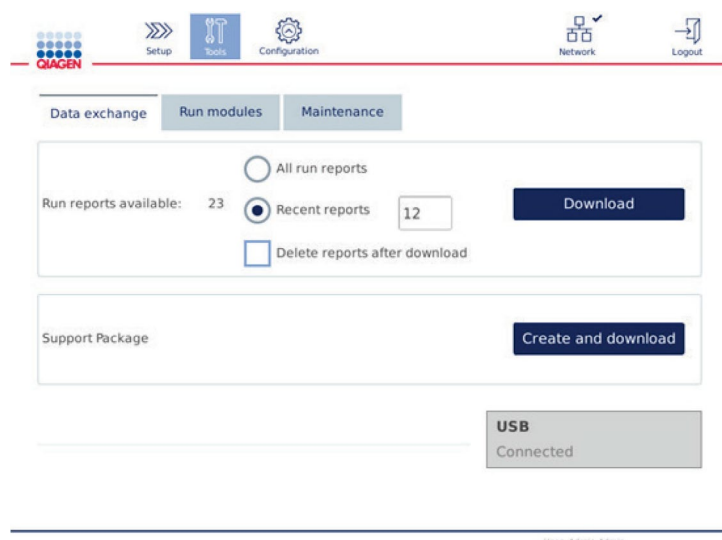 QIAGEN
Setup
Tools
Configuration
Network
Logout
Data exchange
Run modules
Maintenance
All run reports
Run reports available: 23
Recent reports 12
Download
Delete reports after download
Support Package
Create and download
USB
Connected